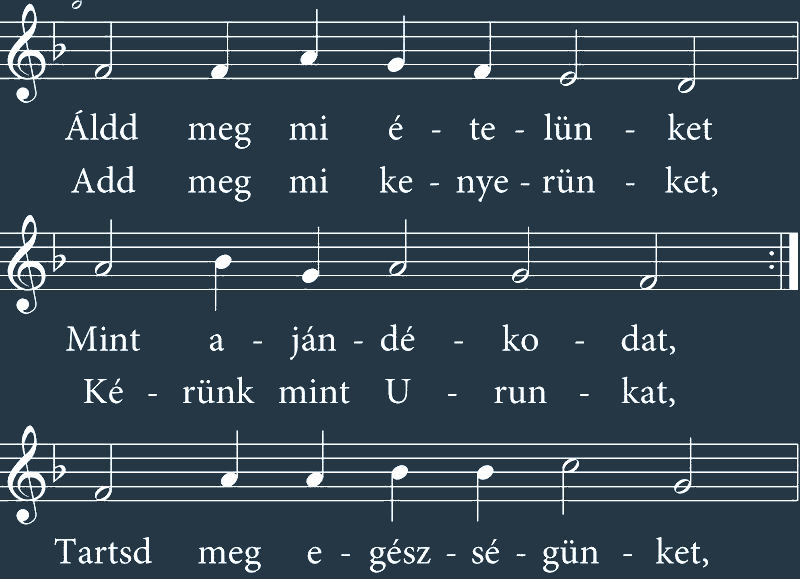 Áldd meg mi é - te - lün - ket
Add meg mi ke - nye - rün - ket,
Mint a - ján - dé - ko - dat,
Ké - rünk mint U - run - kat,
Tartsd meg e - gész - sé - gün - ket,